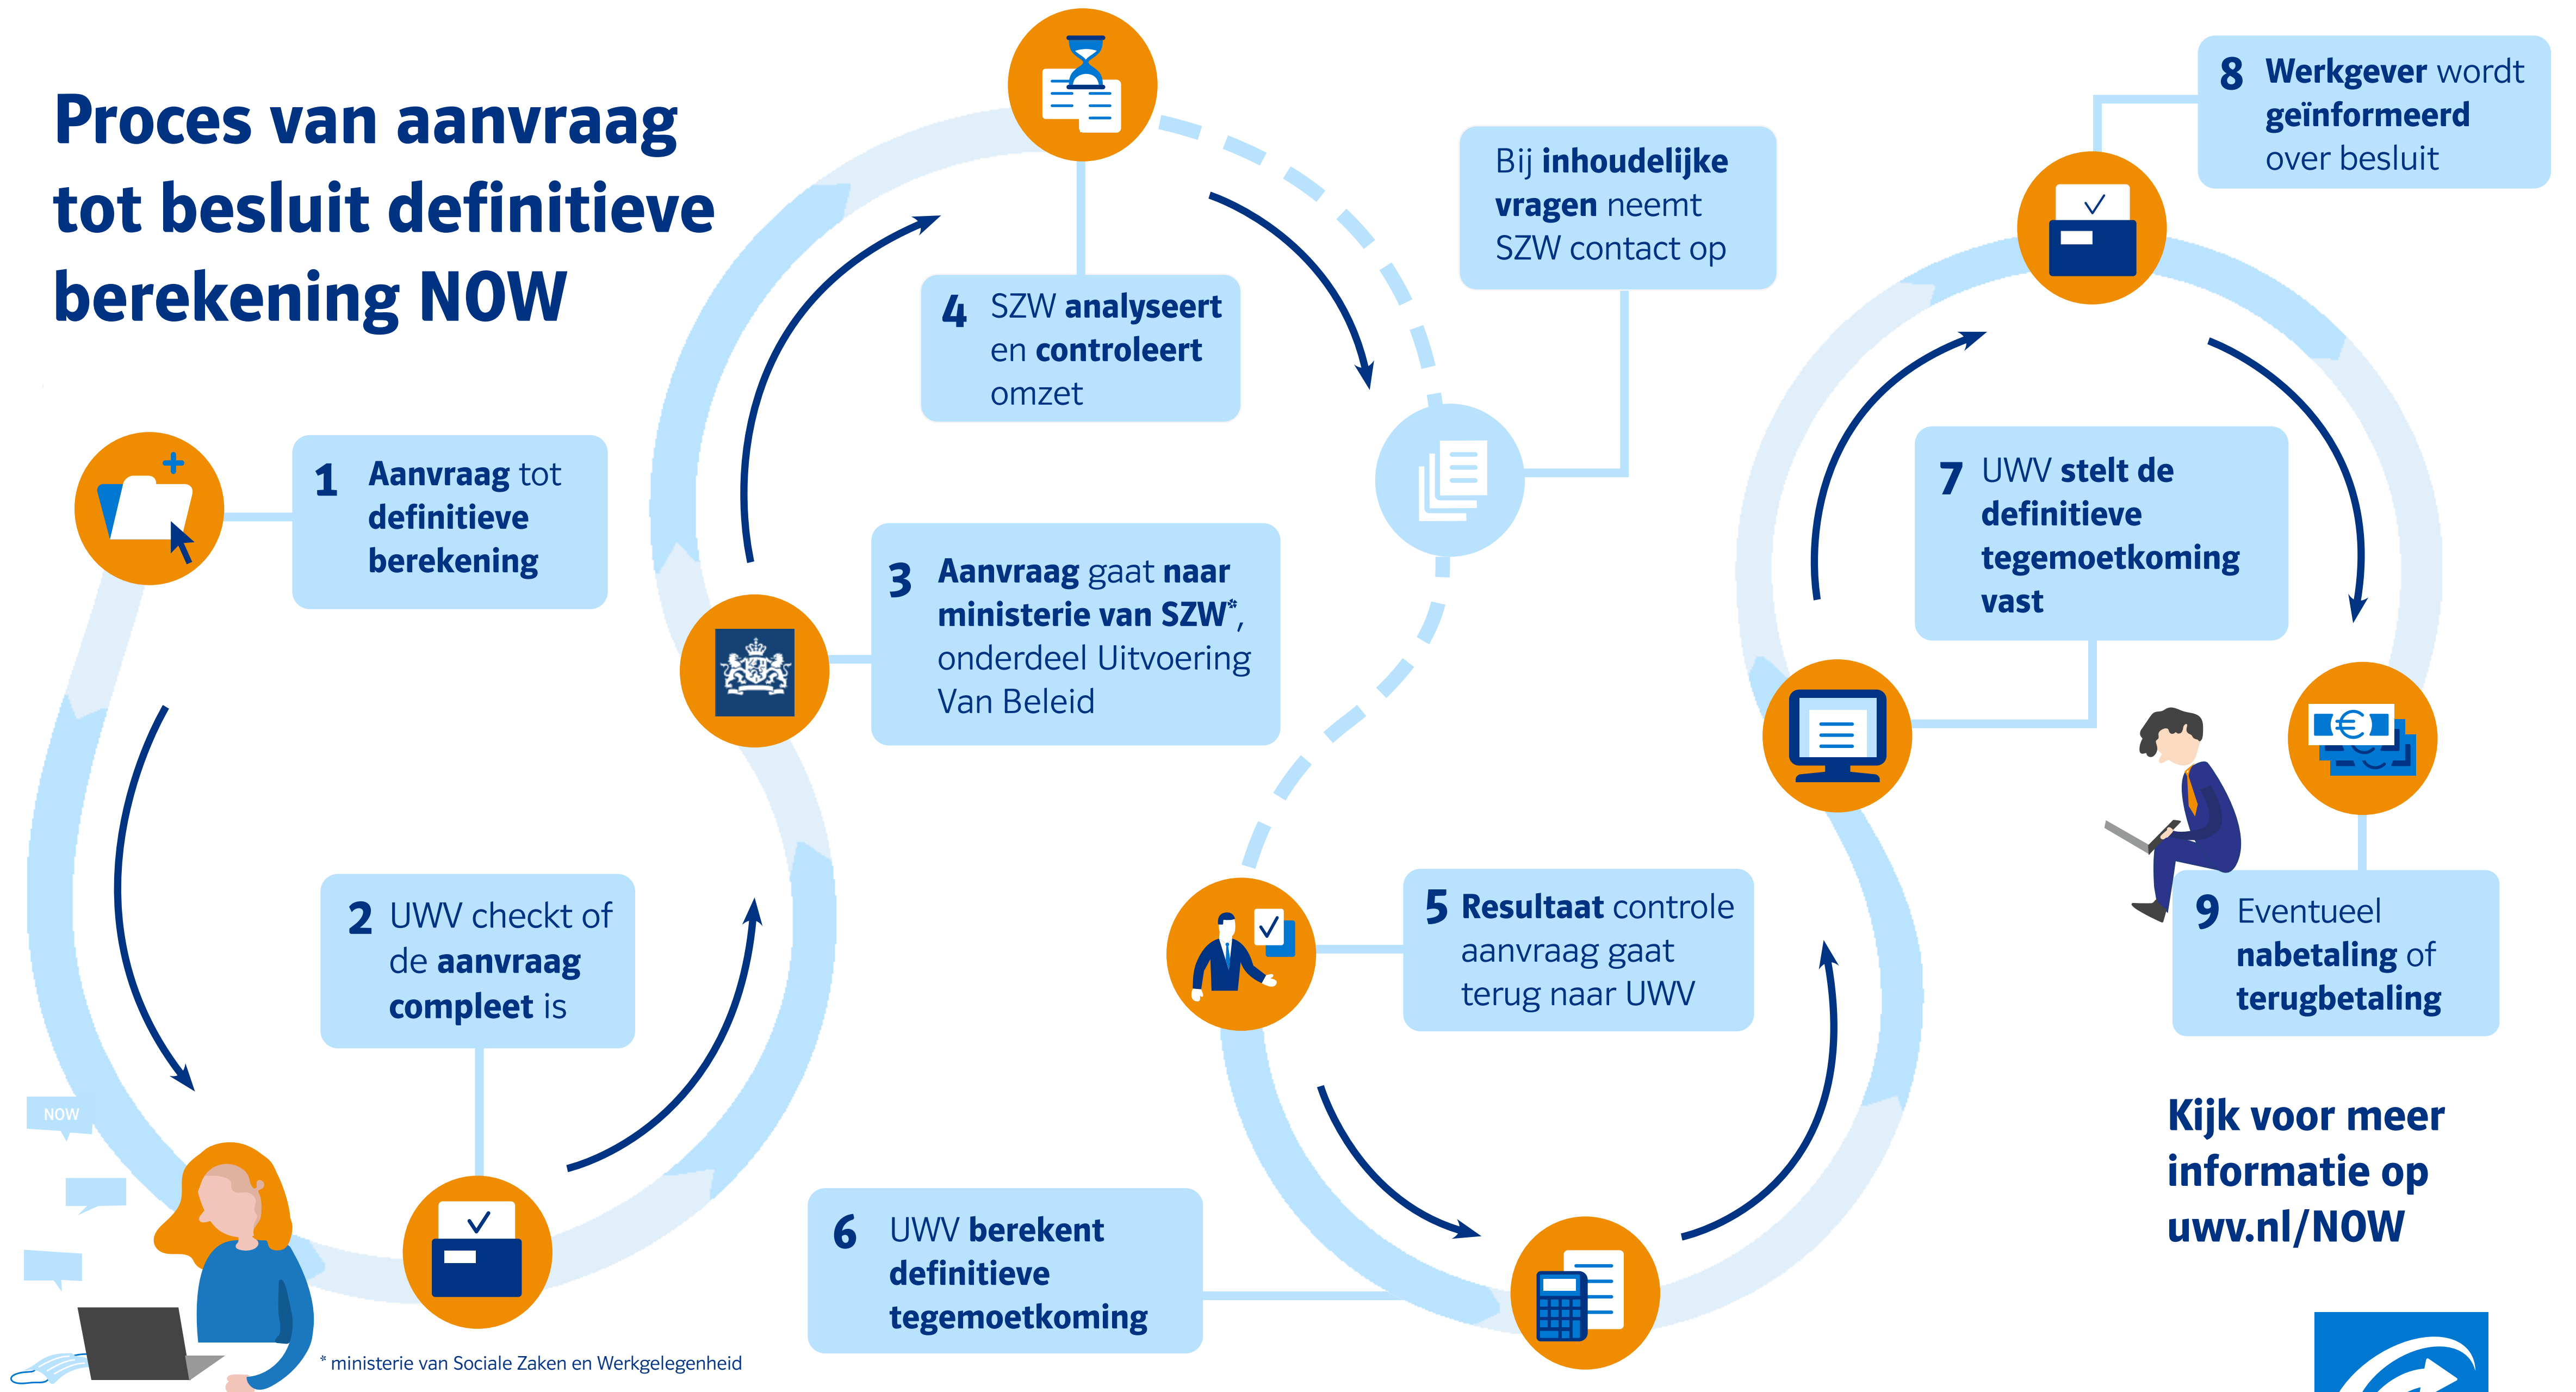 Proces van aanvraag
tot besluit definitieve
berekening NOW
1 Aanvraag tot
definitieve
berekening
2 UWV checkt of
de aanvraag
compleet is
3 Aanvraag gaat naar
ministerie van SZW*,
onderdeel Uitvoering
Van Beleid
4 SZW analyseert
en controleert
omzet
Bij inhoudelijke
vragen neemt
SZW contact op
5 Resultaat controle
aanvraag gaat
terug naar UWV
6 UWV berekent
definitieve
tegemoetkoming
7 UWV stelt de
definitieve
tegemoetkoming
vast
8 Werkgever wordt
geïnformeerd
over besluit
9 Eventueel
nabetaling of
terugbetaling
NOW
* ministerie van Sociale Zaken en Werkgelegenheid
Kijk voor meer
informatie op
uwv.nl/NOW